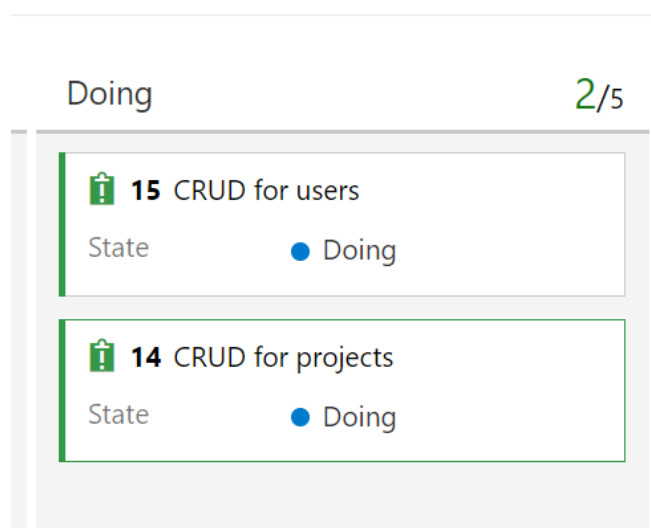 Doing 2/5
15 CRUD for users
State Doing
14 CRUD for projects
State Doing